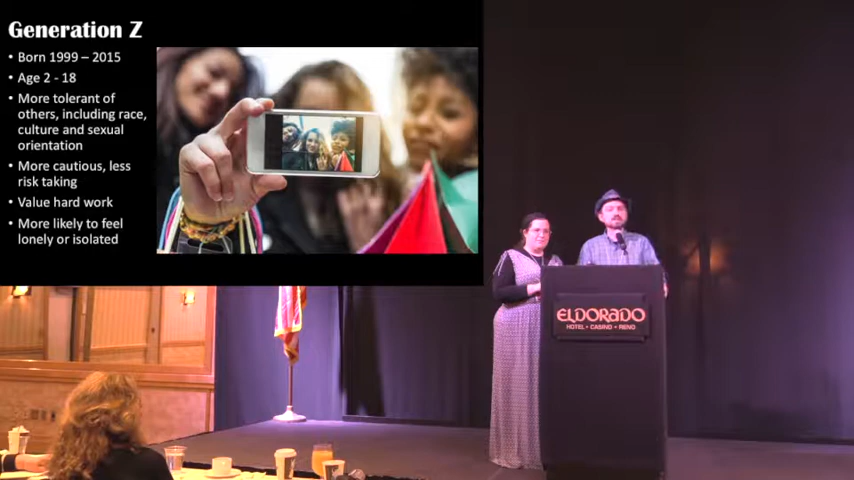 Generation Z
• Born 1999 – 2015
• Age 2 - 18
• More tolerant of
others, including race,
culture and sexual
orientation
• More cautious, less
risk taking
• Value hard work
• More likely to feel
lonely or isolated
ELDORADO
HOTEL • CASINO • RENO